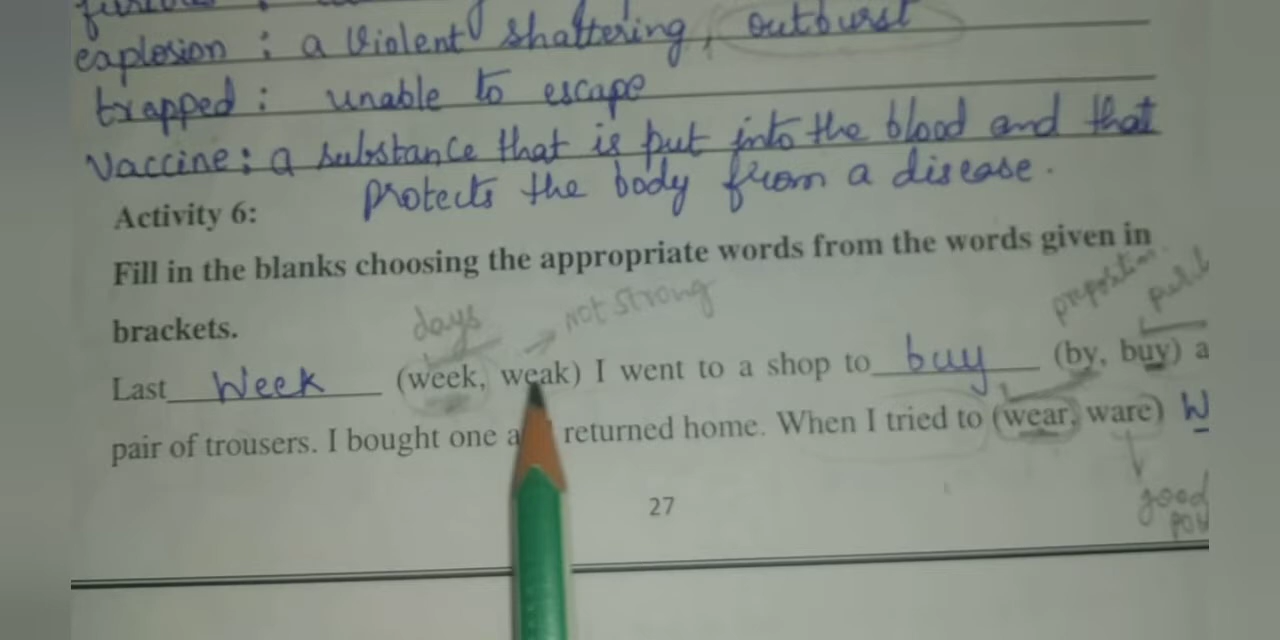 eaplosion : a violent shattering, outburst
trapped : unable to escape
Vaccine : a substance that is put into the blood and that
protects the body from a disease.
Activity 6:
Fill in the blanks choosing the appropriate words from the words given in
preposition
days not strong
brackets.
Last Week (week, weak) I went to a shop to buy (by, buy) a
pair of trousers. I bought one returned home. When I tried to (wear, ware) W
good
27